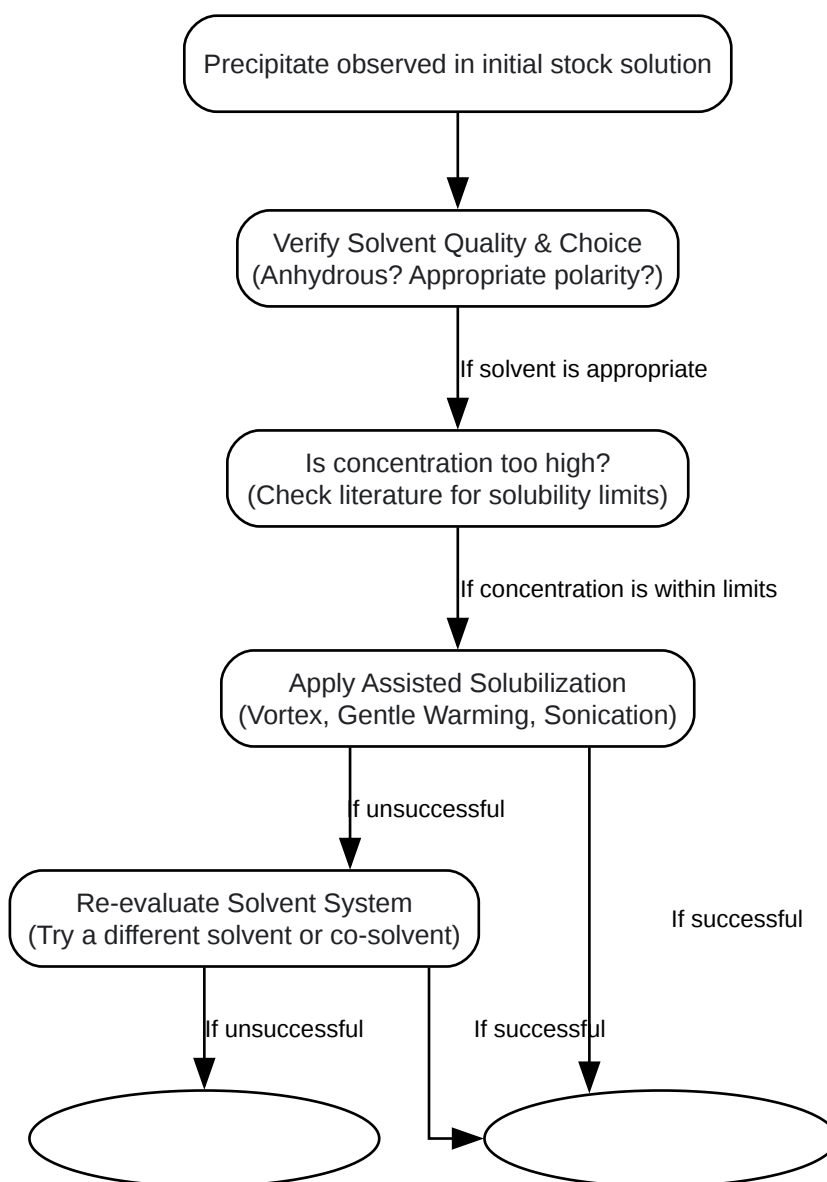 Precipitate observed in initial stock solution
Verify Solvent Quality & Choice
(Anhydrous? Appropriate polarity?)
If solvent is appropriate
Is concentration too high?
(Check literature for solubility limits)
If concentration is within limits
Apply Assisted Solubilization
(Vortex, Gentle Warming, Sonication)
If unsuccessful
Re-evaluate Solvent System
(Try a different solvent or co-solvent)
If successful
If unsuccessful
If successful